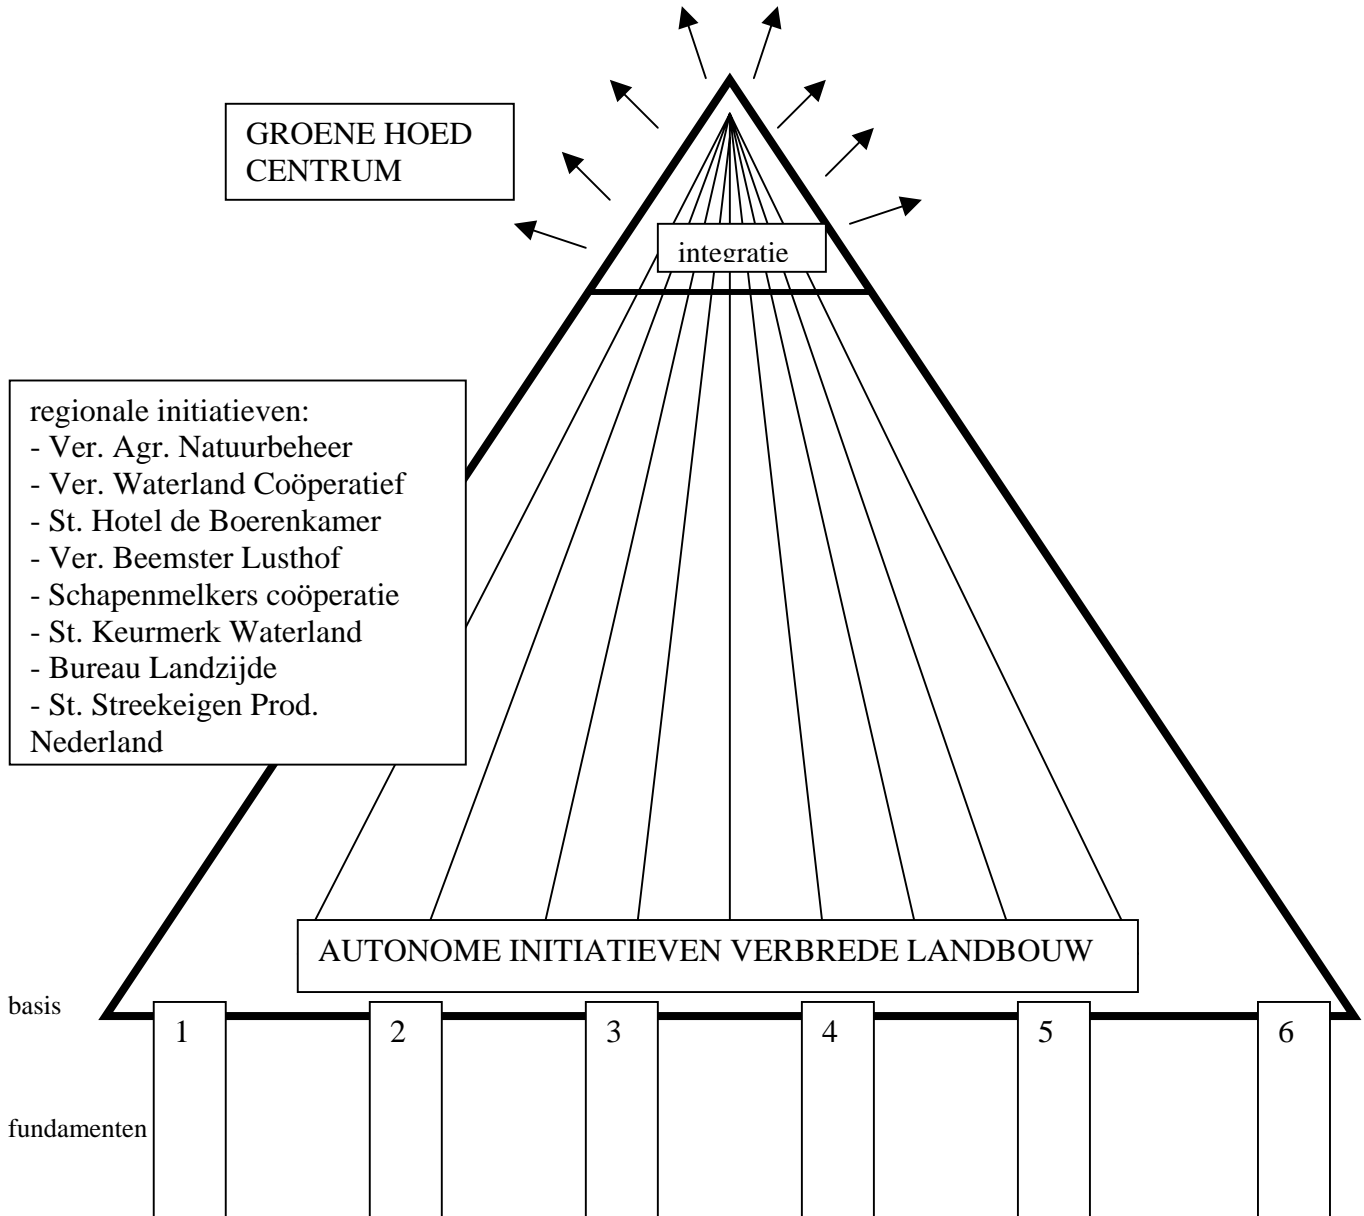 GROENE HOED
CENTRUM
integratie
regionale initiatieven:
- Ver. Agr. Natuurbeheer
- Ver. Waterland Coöperatief
- St. Hotel de Boerenkamer
- Ver. Beemster Lusthof
- Schapenmelkers coöperatie
- St. Keurmerk Waterland
- Bureau Landzijde
- St. Streekeigen Prod.
Nederland
AUTONOME INITIATIEVEN VERBREDE LANDBOUW
basis
1 2 3 4 5 6
fundamenten